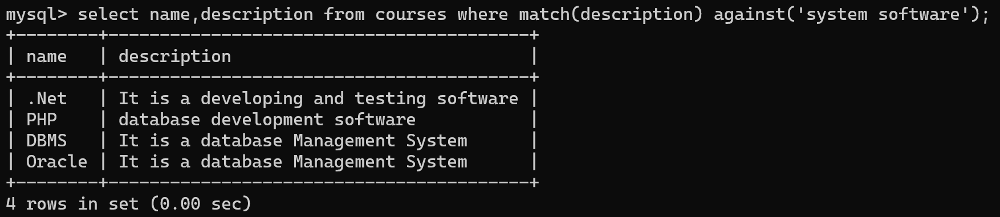 mysql> select name,description from courses where match(description) against('system software');
+--------+-----------------------------------------+
| name   | description                             |
+--------+-----------------------------------------+
| .Net   | It is a developing and testing software |
| PHP    | database development software           |
| DBMS   | It is a database Management System      |
| Oracle | It is a database Management System      |
+--------+-----------------------------------------+
4 rows in set (0.00 sec)